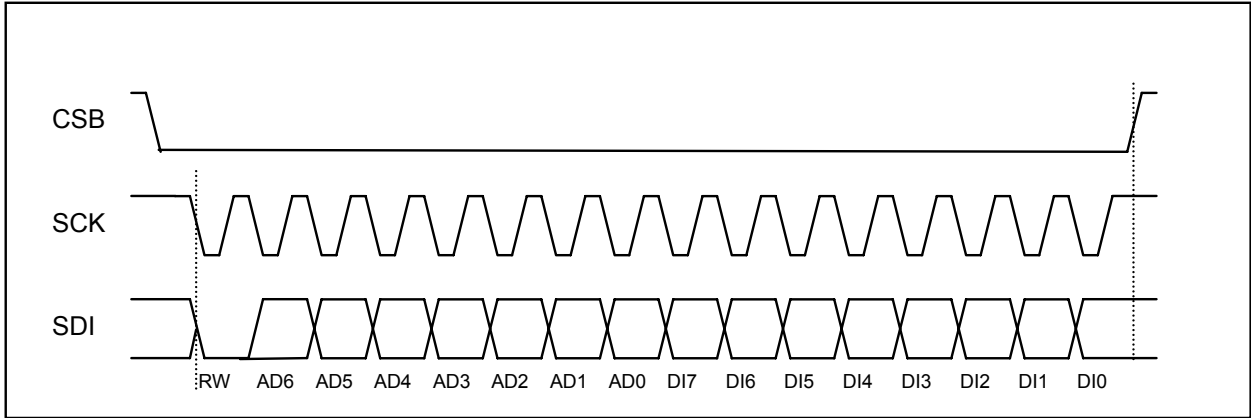 CSB
SCK
SDI
RW AD6 AD5 AD4 AD3 AD2 AD1 AD0 DI7 DI6 DI5 DI4 DI3 DI2 DI1 DI0